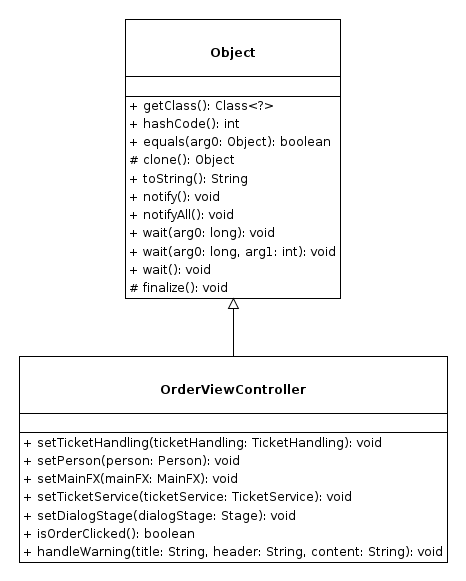 Object
+ getClass(): Class<?>
+ hashCode(): int
+ equals(arg0: Object): boolean
# clone(): Object
+ toString(): String
+ notify(): void
+ notifyAll(): void
+ wait(arg0: long): void
+ wait(arg0: long, arg1: int): void
+ wait(): void
# finalize(): void
OrderViewController
+ setTicketHandling(ticketHandling: TicketHandling): void
+ setPerson(person: Person): void
+ setMainFX(mainFX: MainFX): void
+ setTicketService(ticketService: TicketService): void
+ setDialogStage(dialogStage: Stage): void
+ isOrderClicked(): boolean
+ handleWarning(title: String, header: String, content: String): void